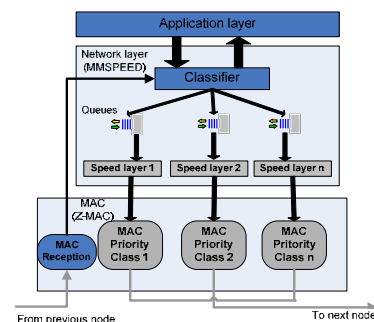 Application layer
Network layer
(MMSPEED)
Classifier
Queues
Speed layer 1
Speed layer 2
Speed layer n
MAC
(Z-MAC)
MAC
Reception
MAC
Priority
Class 1
MAC
Priority
Class 2
MAC
Pritority
Class n
From previous node
To next node